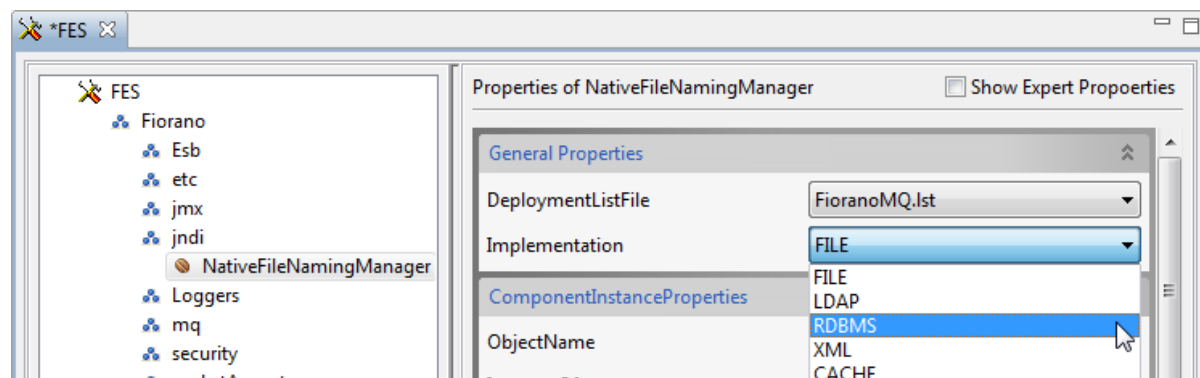 *FES
FES
Fiorano
Esb
etc
jmx
jndi
NativeFileNamingManager
Loggers
mq
security
Properties of NativeFileNamingManager
Show Expert Propoerties
General Properties
DeploymentListFile
FioranoMQ.lst
Implementation
FILE
FILE
LDAP
RDBMS
XML
CACHE
ComponentInstanceProperties
ObjectName